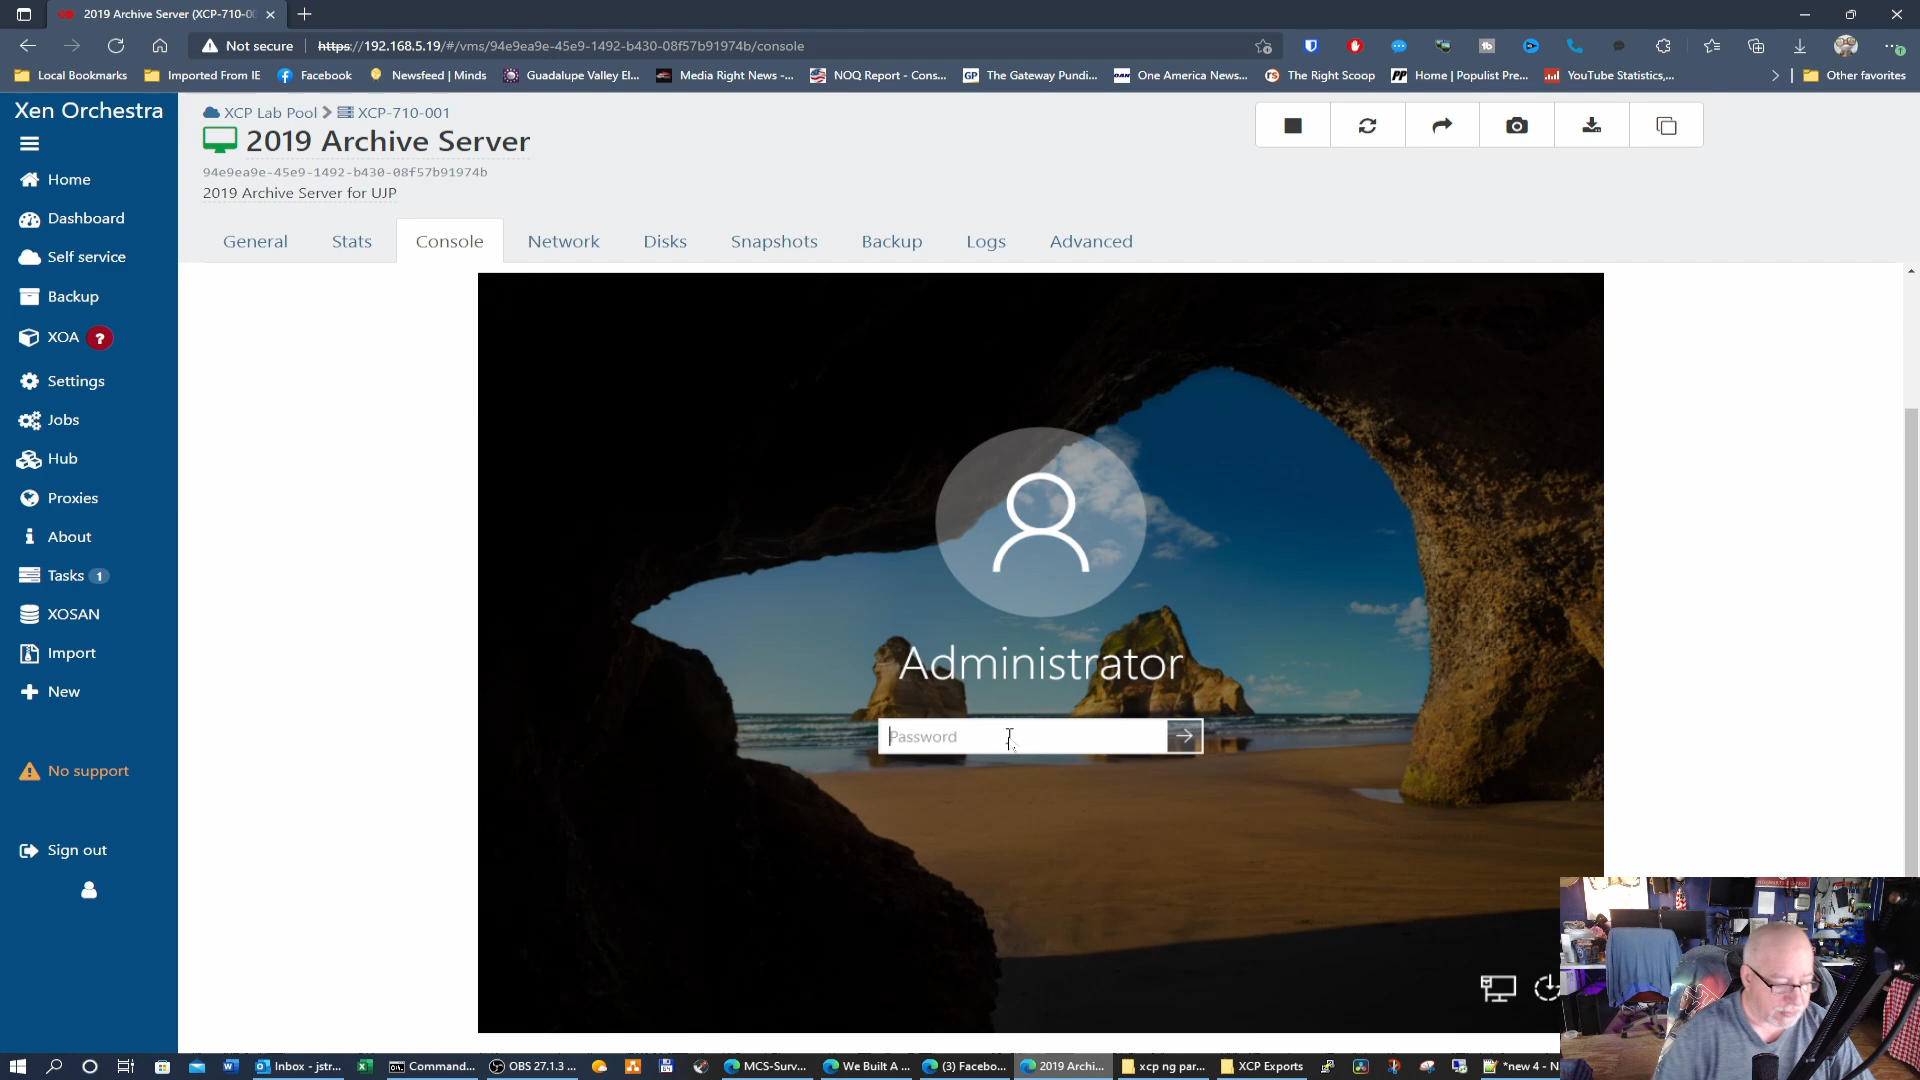 2019 Archive Server (XCP-710-00
Not secure
https://192.168.5.19/#/vms/94e9ea9e-45e9-1492-b430-08f57b91974b/console
Local Bookmarks
Imported From IE
Facebook
Newsfeed | Minds
Guadalupe Valley El...
Media Right News -...
NOQ Report - Cons...
GP The Gateway Pundi...
OAN One America News...
The Right Scoop
PP Home | Populist Pre...
YouTube Statistics,...
Other favorites
Xen Orchestra
Home
Dashboard
Self service
Backup
XOA ?
Settings
Jobs
Hub
Proxies
About
Tasks 1
XOSAN
Import
New
No support
Sign out
XCP Lab Pool
XCP-710-001
2019 Archive Server
94e9ea9e-45e9-1492-b430-08f57b91974b
2019 Archive Server for UJP
General
Stats
Console
Network
Disks
Snapshots
Backup
Logs
Advanced
Administrator
Password
Inbox - jstr...
Command...
OBS 27.1.3 ...
MCS-Surv...
We Built A ...
(3) Facebo...
2019 Archi...
xcp ng par...
XCP Exports
*new 4 - N